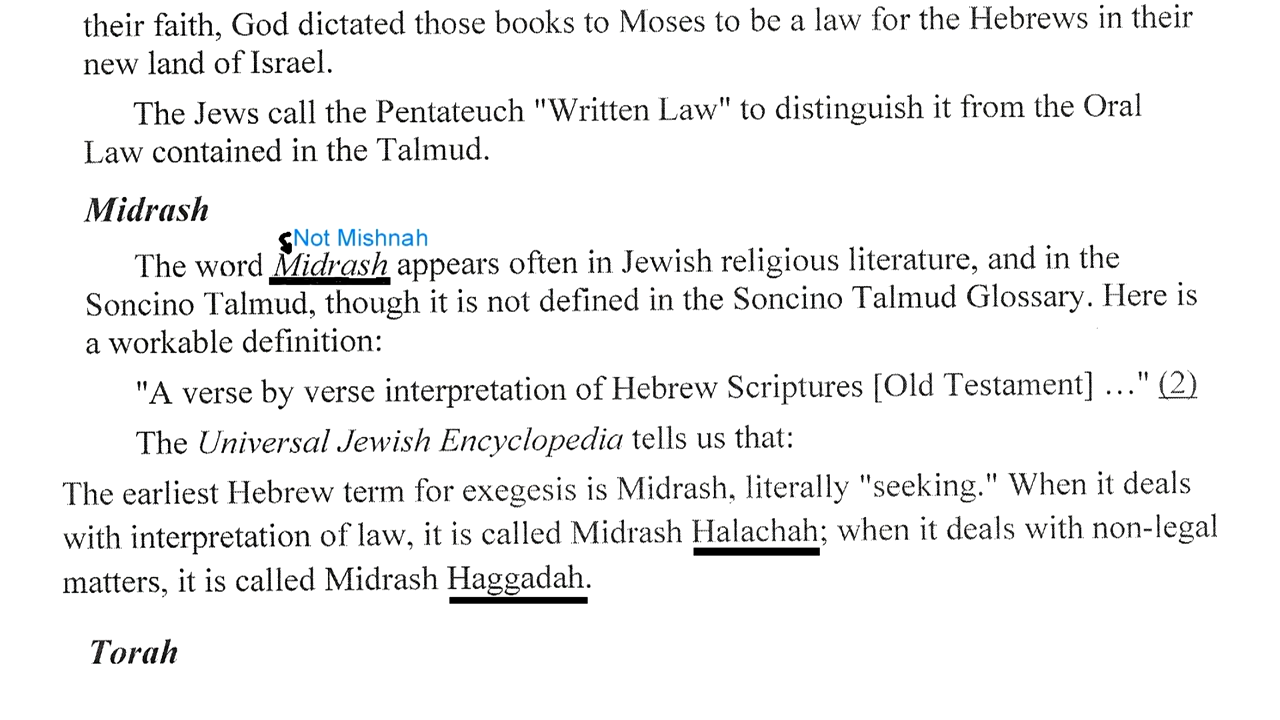 their faith, God dictated those books to Moses to be a law for the Hebrews in their
new land of Israel.
The Jews call the Pentateuch "Written Law" to distinguish it from the Oral
Law contained in the Talmud.
Midrash
Not Mishnah
The word Midrash appears often in Jewish religious literature, and in the
Soncino Talmud, though it is not defined in the Soncino Talmud Glossary. Here is
a workable definition:
"A verse by verse interpretation of Hebrew Scriptures [Old Testament] …" (2)
The Universal Jewish Encyclopedia tells us that:
The earliest Hebrew term for exegesis is Midrash, literally "seeking." When it deals
with interpretation of law, it is called Midrash Halachah; when it deals with non-legal
matters, it is called Midrash Haggadah.
Torah